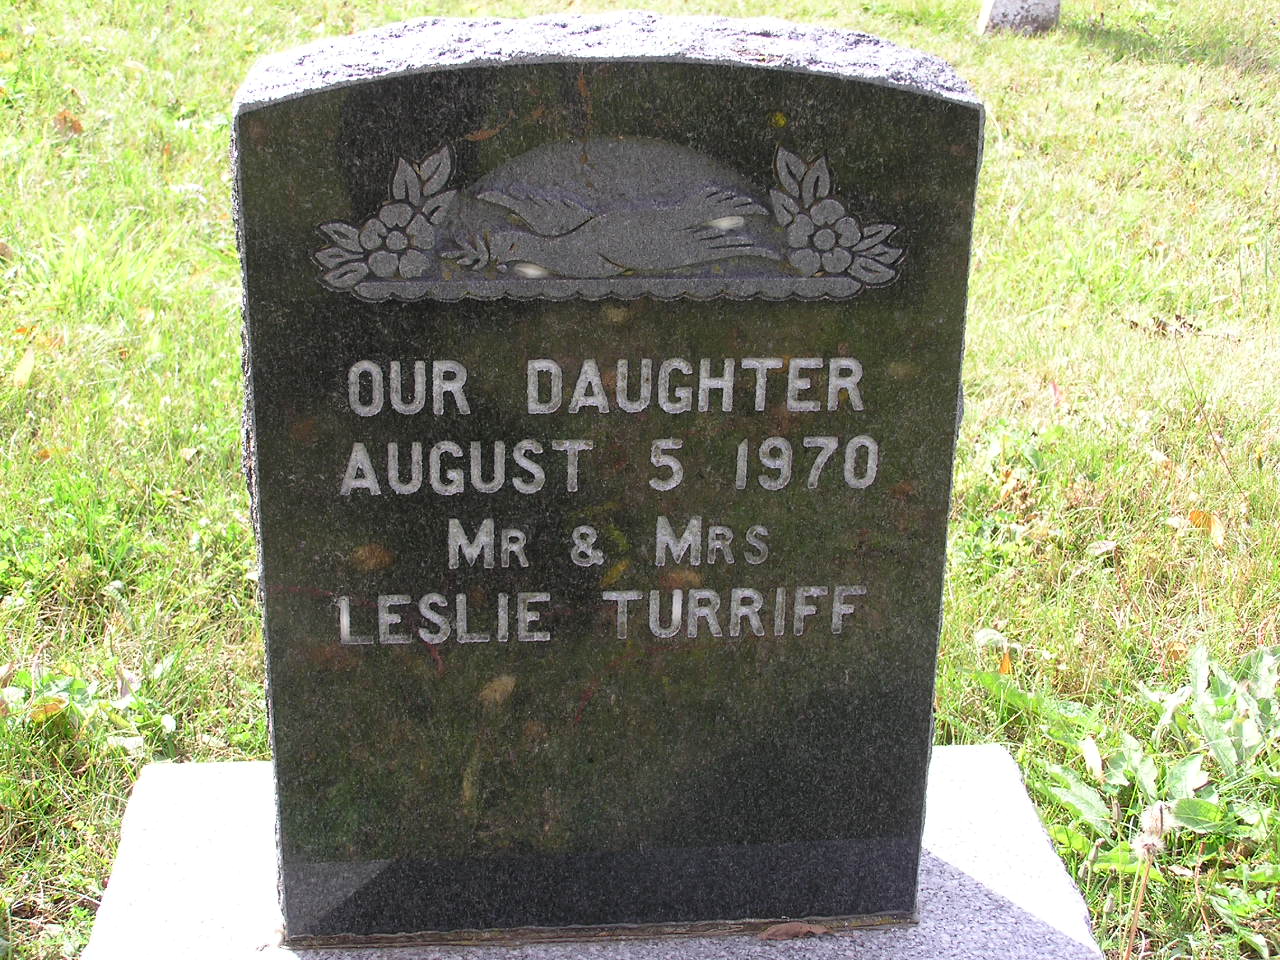 OUR DAUGHTER
AUGUST 5 1970
MR & MRS
LESLIE TURRIFF